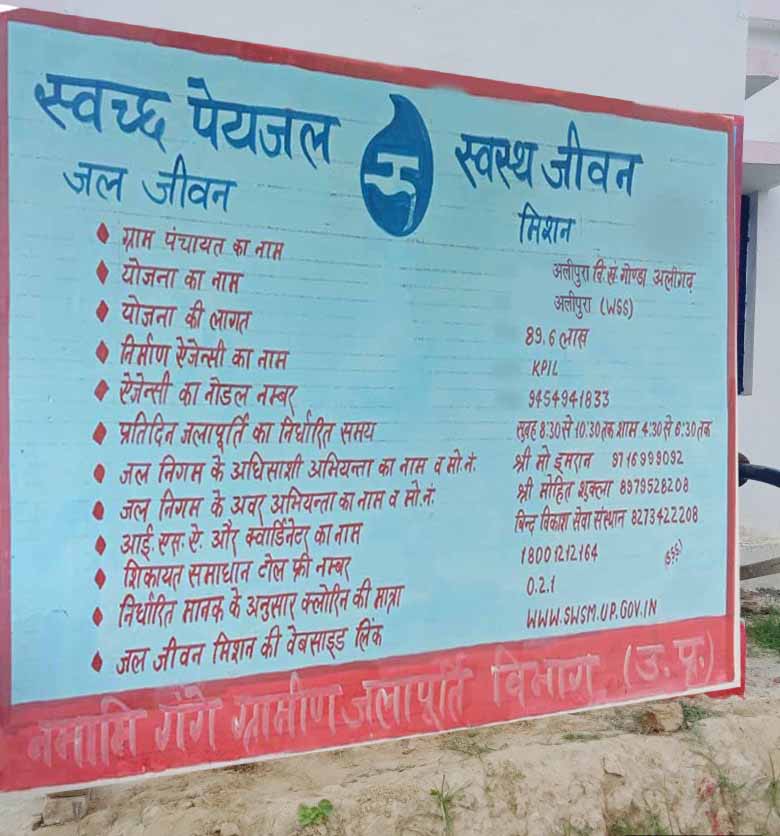 स्वच्छ पेयजल स्वस्थ जीवन
जल जीवन मिशन
ग्राम पंचायत का नाम अलीपुरा वि.खं. गोण्डा अलीगढ़
योजना का नाम अलीपुरा (WSS)
योजना की लागत 89.6 लाख
निर्माण ऐजेन्सी का नाम KPIL
ऐजेन्सी का नोडल नम्बर 9454941833
प्रतिदिन जलापूर्ति का निर्धारित समय सुबह 8:30 से 10:30 तक शाम 4:30 से 6:30 तक
जल निगम के अधिसाशी अभियन्ता का नाम व मो.नं. श्री मो इमरान 9716999092
जल निगम के अवर अभियन्ता का नाम व मो.नं. श्री मोहित शुक्ला 8979528208
आई.एस.ऐ. और क्वार्डिनेटर का नाम बिन्द विकाश सेवा संस्थान 8273422208
शिकायत समाधान टोल फ्री नम्बर 18001212164
निर्धारित मानक के अनुसार क्लोरिन की मात्रा 0.2.1
जल जीवन मिशन की वेबसाइड लिंक WWW.SWSM.UP.GOV.IN
नमामि गंगे ग्रामीण जलापूर्ति विभाग (उ.प्र.)